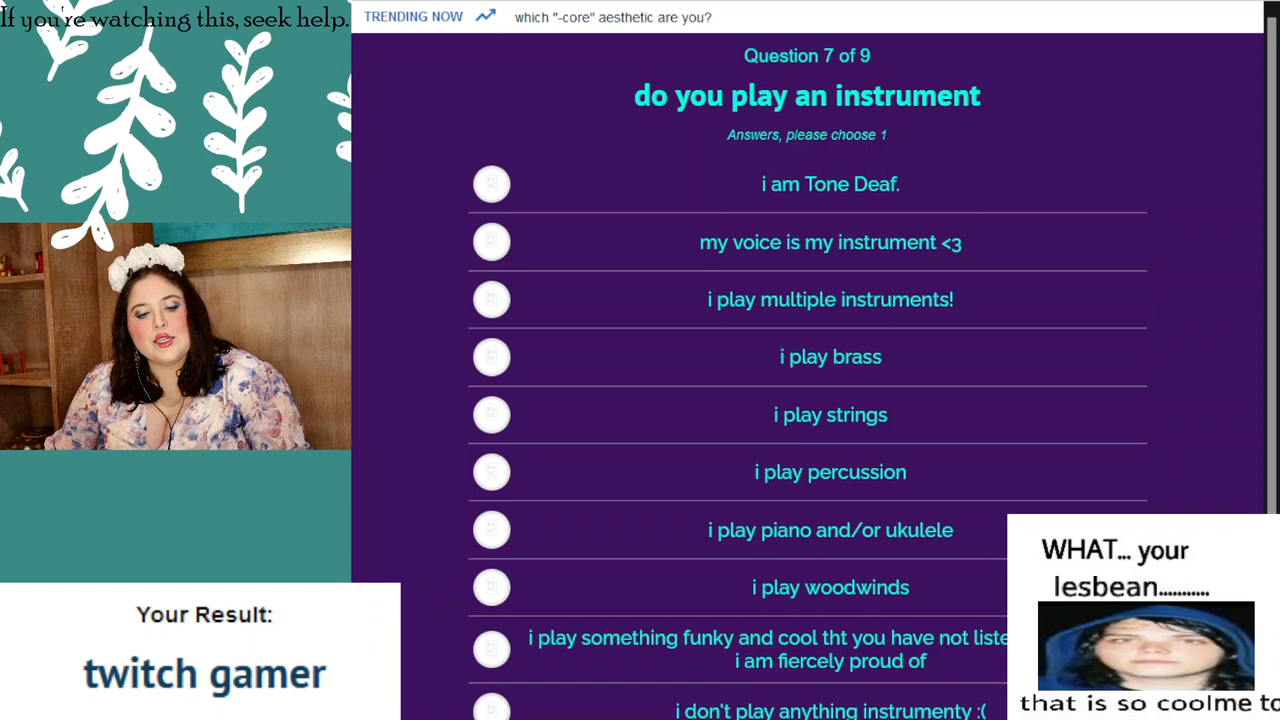 If you're watching this, seek help.
TRENDING NOW which "-core" aesthetic are you?
Question 7 of 9
do you play an instrument
Answers, please choose 1
i am Tone Deaf.
my voice is my instrument <3
i play multiple instruments!
i play brass
i play strings
i play percussion
i play piano and/or ukulele
i play woodwinds
i play something funky and cool tht you have not liste
i am fiercely proud of
i don't play anything instrumenty :(
Your Result:
twitch gamer
WHAT... your
lesbean...........
that is so coolme to